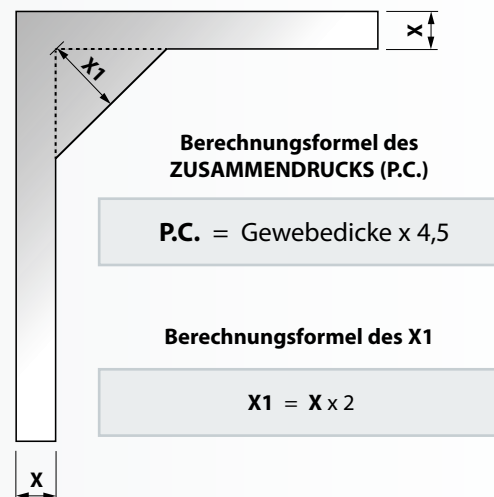 X
X1
Berechnungsformel des
ZUSAMMENDRUCKS (P.C.)
P.C. = Gewebedicke x 4,5
Berechnungsformel des X1
X1 = X x 2
X